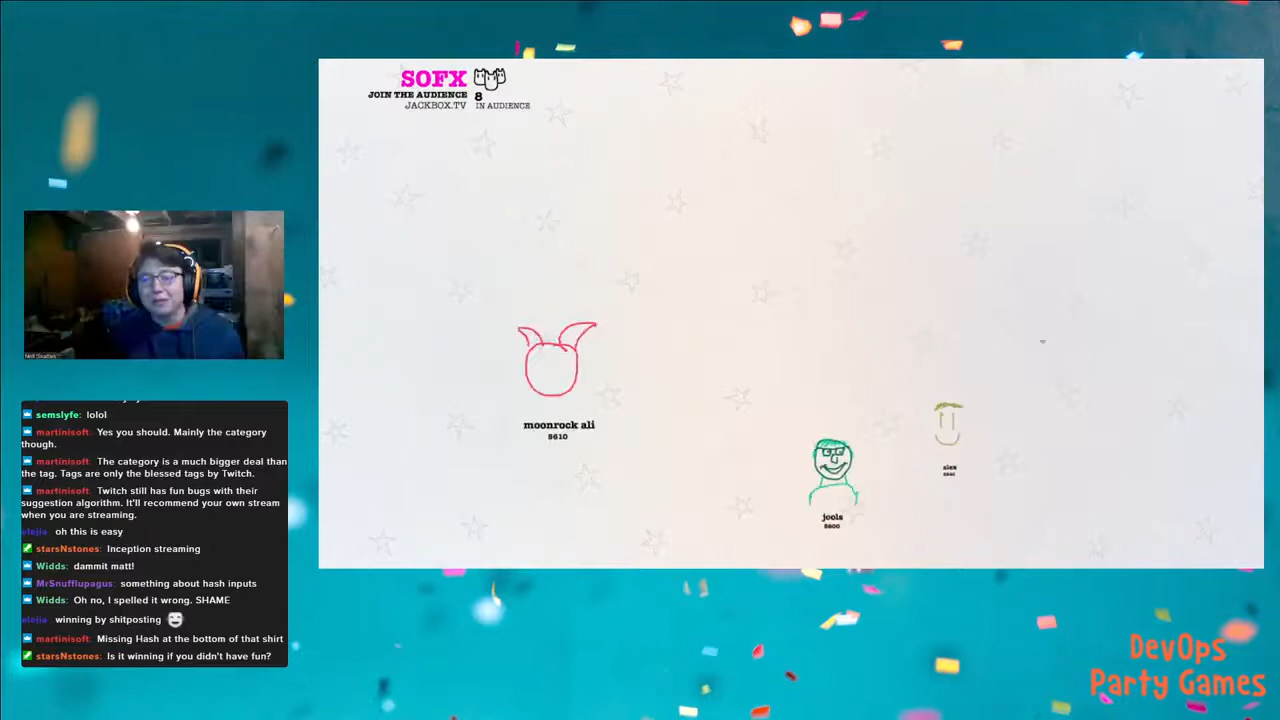 SOFX
JOIN THE AUDIENCE
JACKBOX.TV
8
IN AUDIENCE
moonrock ali
$610
jools
$600
alex
semslyfe: lolol
martinisoft: Yes you should. Mainly the category
though.
martinisoft: The category is a much bigger deal than
the tag. Tags are only the blessed tags by Twitch.
martinisoft: Twitch still has fun bugs with their
suggestion algorithm. It'll recommend your own stream
when you are streaming.
elejia oh this is easy
starsNstones: Inception streaming
Widds: dammit matt!
MrSnufflupagus: something about hash inputs
Widds: Oh no, I spelled it wrong. SHAME
elejia winning by shitposting
martinisoft: Missing Hash at the bottom of that shirt
starsNstones: Is it winning if you didn't have fun?
DevOps
Party Games